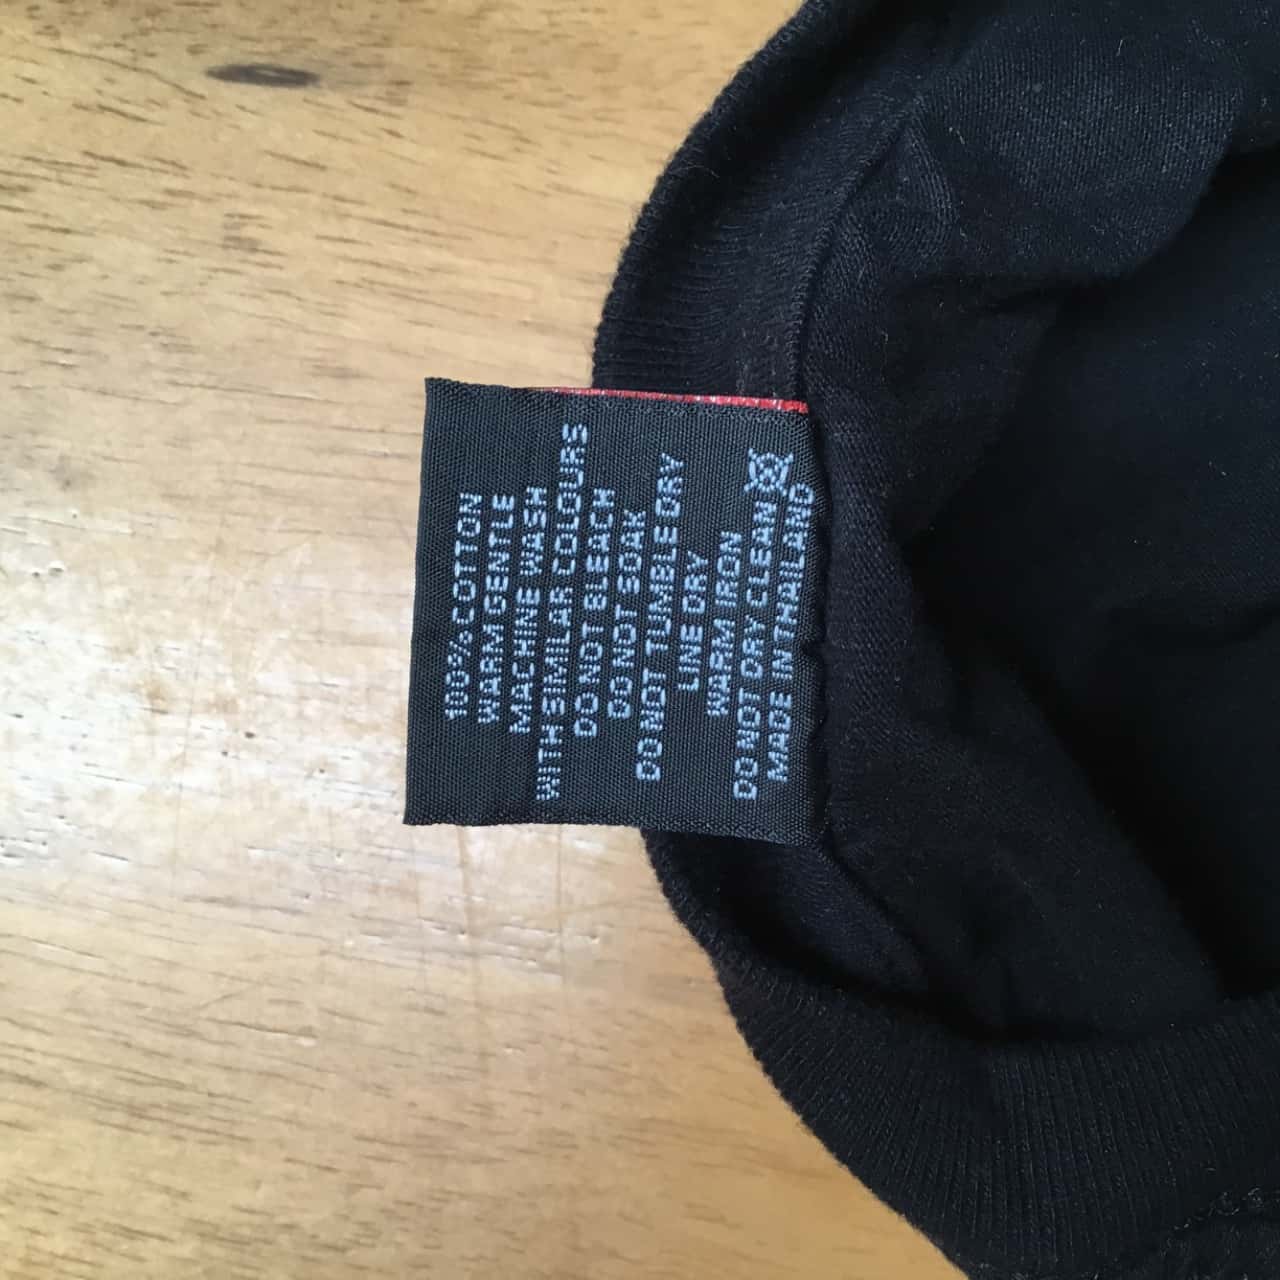 100% COTTON
WARM GENTLE
MACHINE WASH
WITH SIMILAR COLOURS
DO NOT BLEACH
DO NOT SOAK
DO NOT TUMBLE DRY
LINE DRY
WARM IRON
DO NOT DRY CLEAN
MADE IN THAILAND